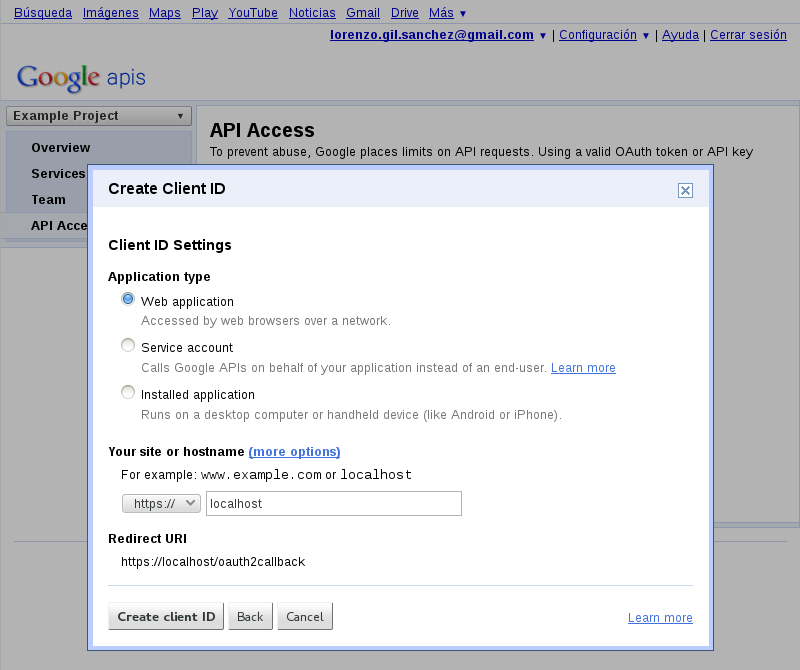 Búsqueda Imágenes Maps Play YouTube Noticias Gmail Drive Más ▼
lorenzo.gil.sanchez@gmail.com ▼ | Configuración ▼ | Ayuda | Cerrar sesión
Google apis
Example Project ▼
Overview
Services
Team
API Acce
API Access
To prevent abuse, Google places limits on API requests. Using a valid OAuth token or API key
Create Client ID
Client ID Settings
Application type
Web application
Accessed by web browsers over a network.
Service account
Calls Google APIs on behalf of your application instead of an end-user. Learn more
Installed application
Runs on a desktop computer or handheld device (like Android or iPhone).
Your site or hostname (more options)
For example: www.example.com or localhost
https:// localhost
Redirect URI
https://localhost/oauth2callback
Create client ID Back Cancel Learn more